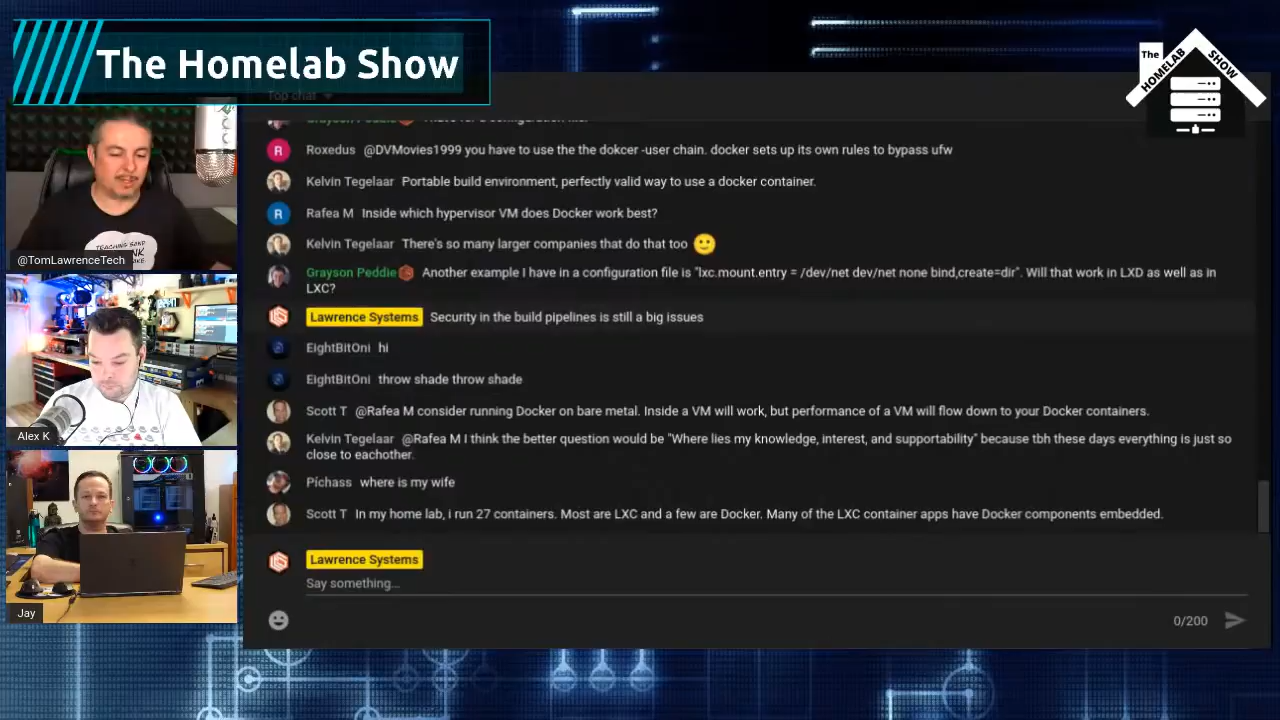 The Homelab Show
The
HOMELAB
SHOW
Top chat
Grayson Peddie
Roxedus @DVMovies1999 you have to use the the dokcer -user chain. docker sets up its own rules to bypass ufw
Kelvin Tegelaar Portable build environment, perfectly valid way to use a docker container.
R Rafea M Inside which hypervisor VM does Docker work best?
Kelvin Tegelaar There's so many larger companies that do that too
Grayson Peddie Another example I have in a configuration file is "lxc.mount.entry = /dev/net dev/net none bind,create=dir". Will that work in LXD as well as in
LXC?
Lawrence Systems Security in the build pipelines is still a big issues
EightBitOni hi
EightBitOni throw shade throw shade
Scott T @Rafea M consider running Docker on bare metal. Inside a VM will work, but performance of a VM will flow down to your Docker containers.
Kelvin Tegelaar @Rafea M I think the better question would be "Where lies my knowledge, interest, and supportability" because tbh these days everything is just so
close to eachother.
Píchass where is my wife
Scott T In my home lab, i run 27 containers. Most are LXC and a few are Docker. Many of the LXC container apps have Docker components embedded.
Lawrence Systems
Say something...
0/200
@TomLawrenceTech
Alex K
Jay